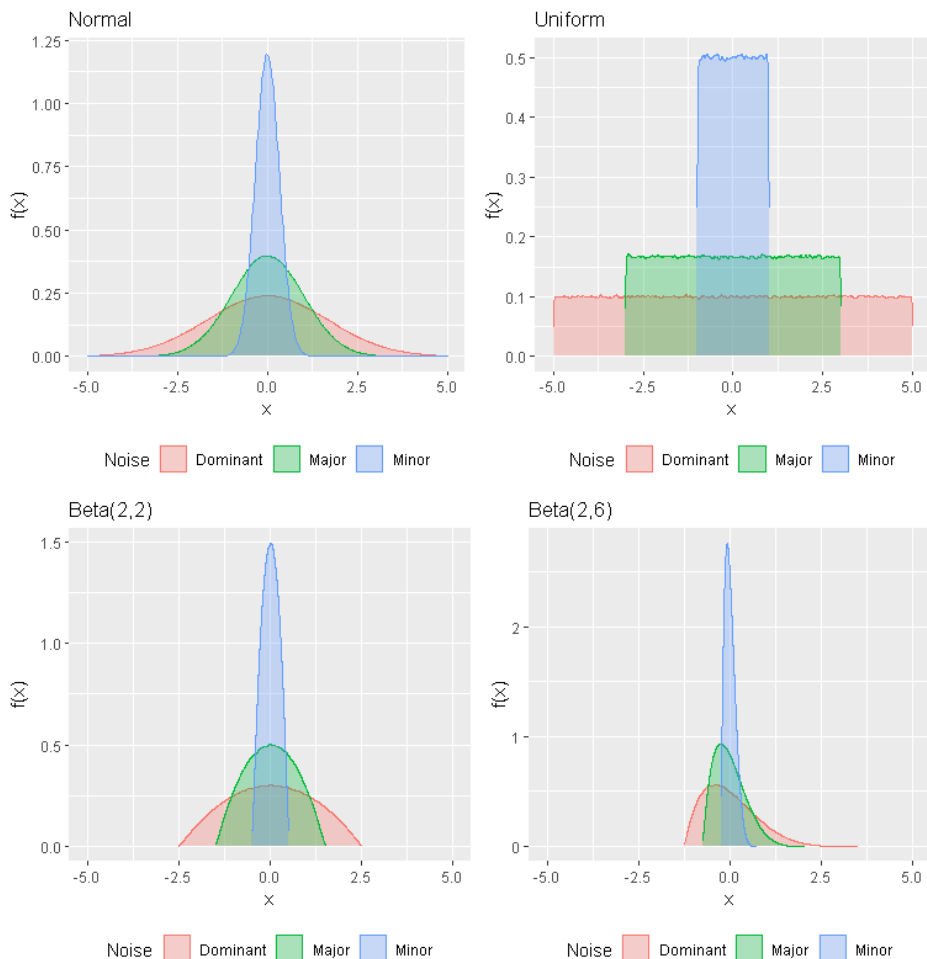 Normal
1.25
1.00
0.75
0.50
0.25
0.00
f(x)
-5.0 -2.5 0.0 2.5 5.0
x
Noise Dominant Major Minor
Uniform
0.5
0.4
0.3
0.2
0.1
0.0
f(x)
-5.0 -2.5 0.0 2.5 5.0
x
Noise Dominant Major Minor
Beta(2,2)
1.5
1.0
0.5
0.0
f(x)
-5.0 -2.5 0.0 2.5 5.0
x
Noise Dominant Major Minor
Beta(2,6)
2
1
0
f(x)
-5.0 -2.5 0.0 2.5 5.0
x
Noise Dominant Major Minor